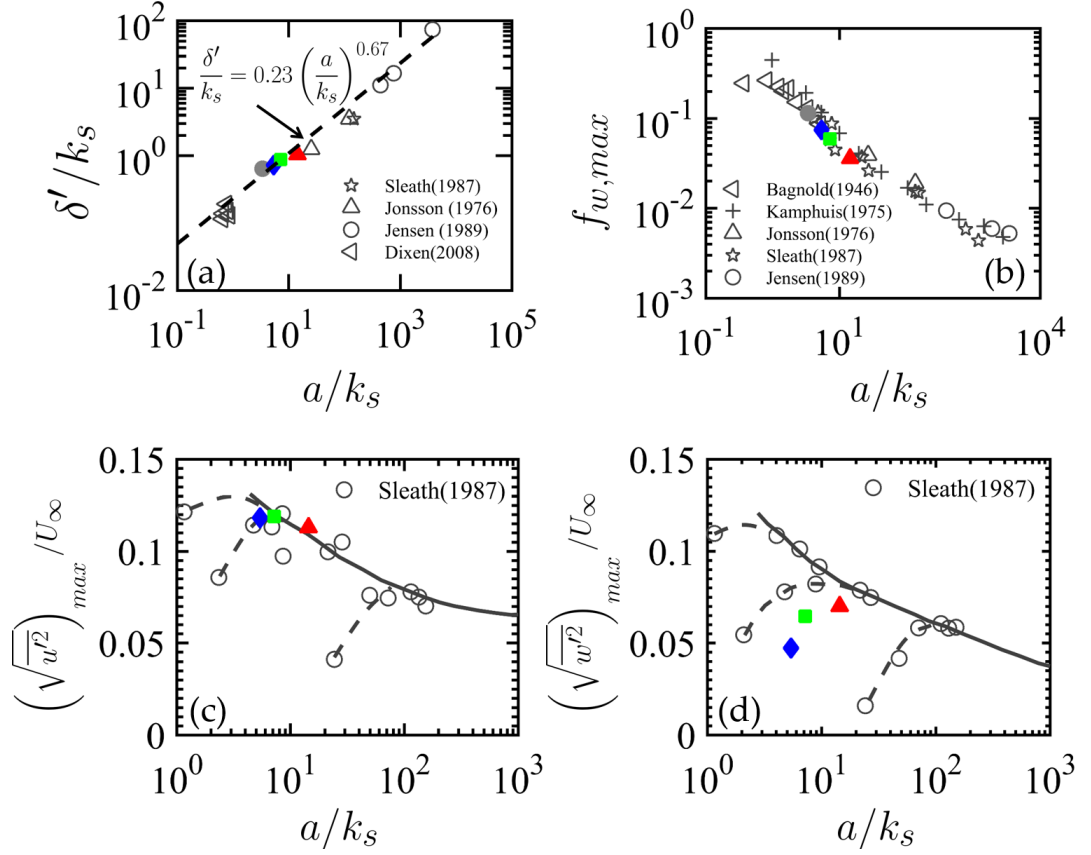 10^2
10^0
10^-2
δ′/k_s
δ′/k_s = 0.23 (a/k_s)^0.67
Sleath(1987)
Jonsson (1976)
Jensen (1989)
Dixen(2008)
(a)
10^-1 10^1 10^3 10^5
a/k_s
10^0
10^-1
10^-2
10^-3
f_w,max
Bagnold(1946)
Kamphuis(1975)
Jonsson(1976)
Sleath(1987)
Jensen(1989)
(b)
10^-1 10^1 10^4
a/k_s
0.15
0.1
0.05
0
(√u′²)_max /U_∞
Sleath(1987)
(c)
10^0 10^1 10^2 10^3
a/k_s
0.15
0.1
0.05
0
(√w′²)_max /U_∞
Sleath(1987)
(d)
10^0 10^1 10^2 10^3
a/k_s